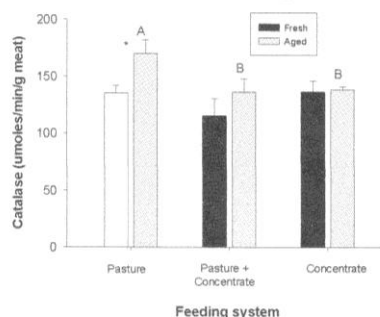 Fresh
Aged
200
150
100
50
0
Catalase (umoles/min/g meat)
*
A
B
B
Pasture
Pasture +
Concentrate
Concentrate
Feeding system